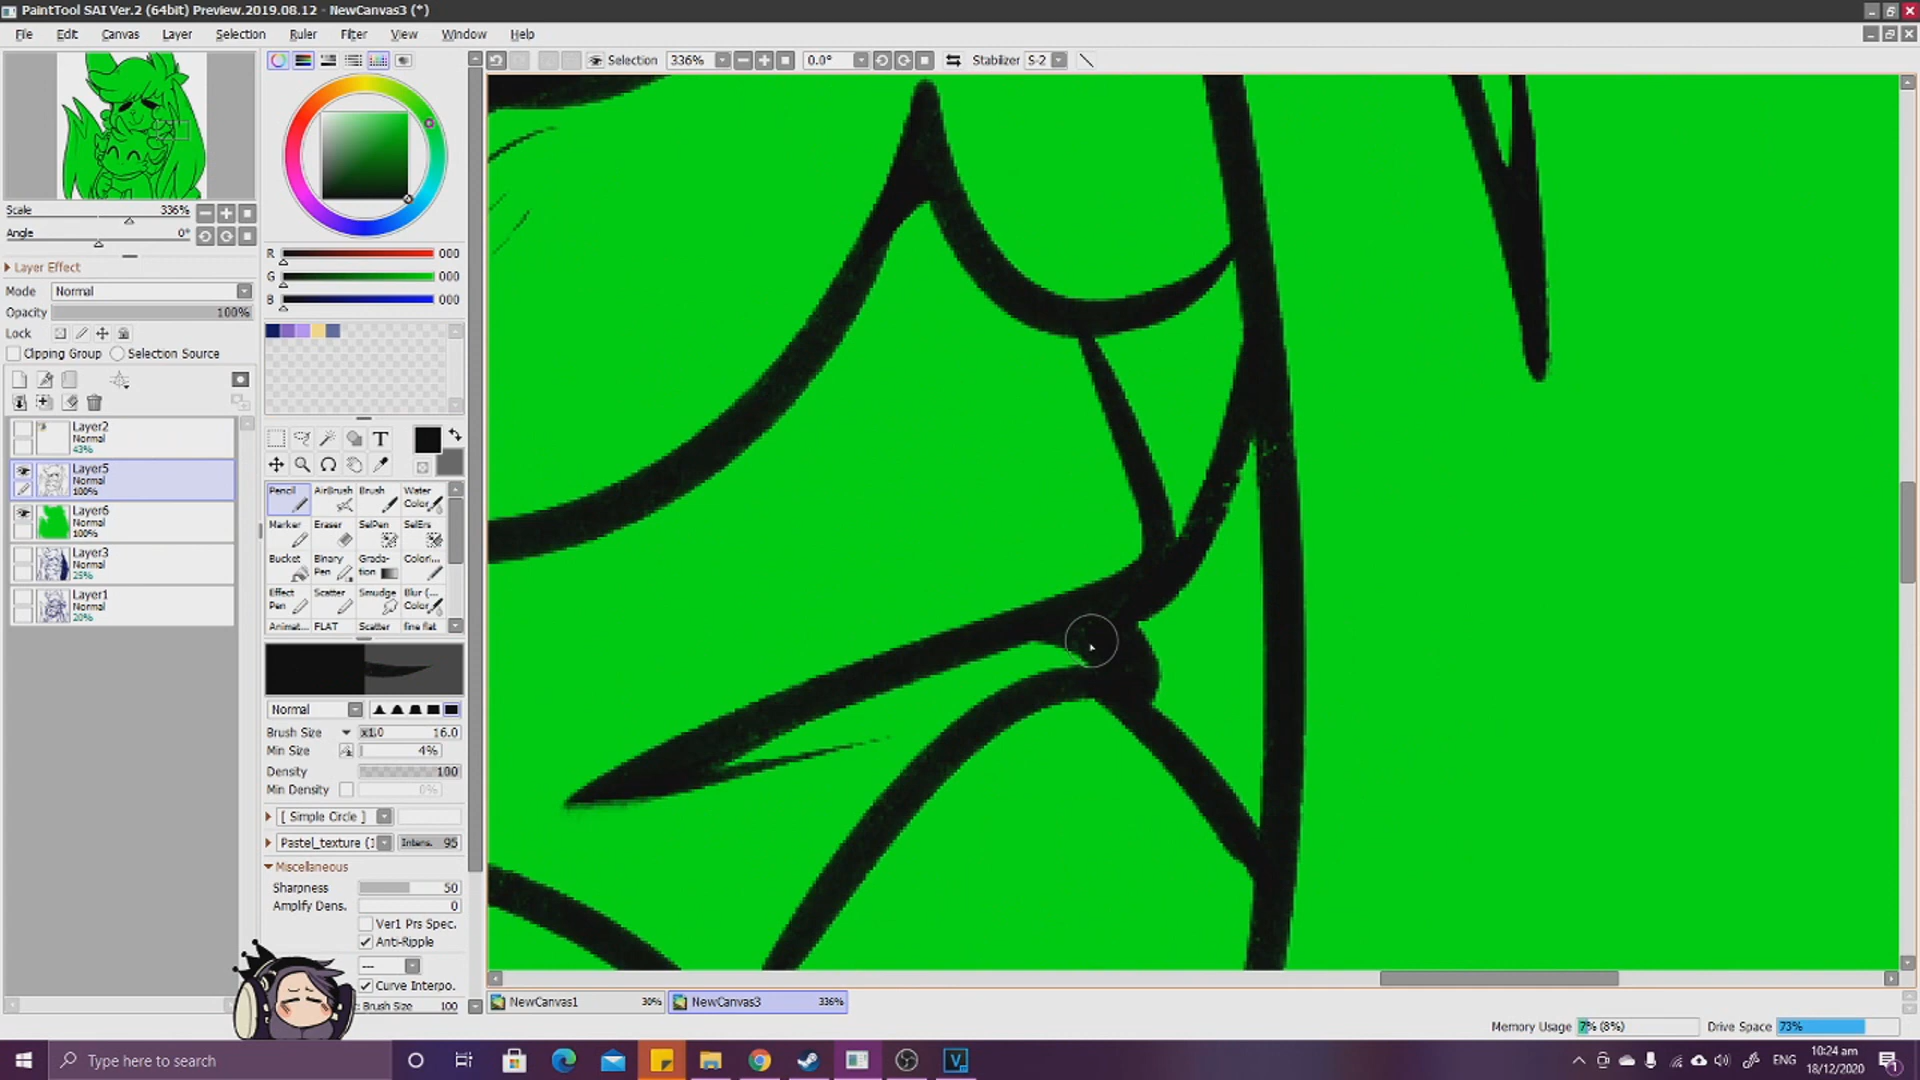 PaintTool SAI Ver.2 (64bit) Preview.2019.08.12 - NewCanvas3 (*)
File Edit Canvas Layer Selection Ruler Filter View Window Help
Selection 336% 0.0° Stabilizer S-2
Scale 336%
Angle 0°
Layer Effect
Mode Normal
Opacity 100%
Lock
Clipping Group Selection Source
Layer2
Normal
43%
Layer5
Normal
100%
Layer6
Normal
100%
Layer3
Normal
25%
Layer1
Normal
20%
R 000
G 000
B 000
T
Pencil AirBrush Brush Water Color
Marker Eraser SelPen SelErs
Bucket Binary Pen Grada-tion Colori...
Effect Pen Scatter Smudge Blur (... Color
Animat... FLAT Scatter fine flat
Normal
Brush Size x1.0 16.0
Min Size 4%
Density 100
Min Density 0%
[ Simple Circle ]
Pastel_texture (1 Intens. 95
Miscellaneous
Sharpness 50
Amplify Dens. 0
Ver1 Prs Spec.
Anti-Ripple
---
Curve Interpo.
: Brush Size 100
NewCanvas1 30% NewCanvas3 336%
Memory Usage 7% (8%) Drive Space 73%
Type here to search
V
ENG
10:24 am
18/12/2020
1